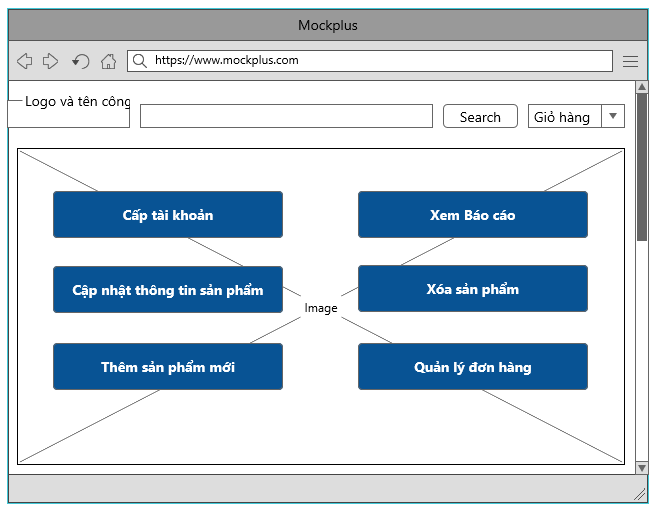 Mockplus
https://www.mockplus.com
Logo và tên công
Search
Giỏ hàng
Cấp tài khoản
Xem Báo cáo
Cập nhật thông tin sản phẩm
Xóa sản phẩm
Image
Thêm sản phẩm mới
Quản lý đơn hàng